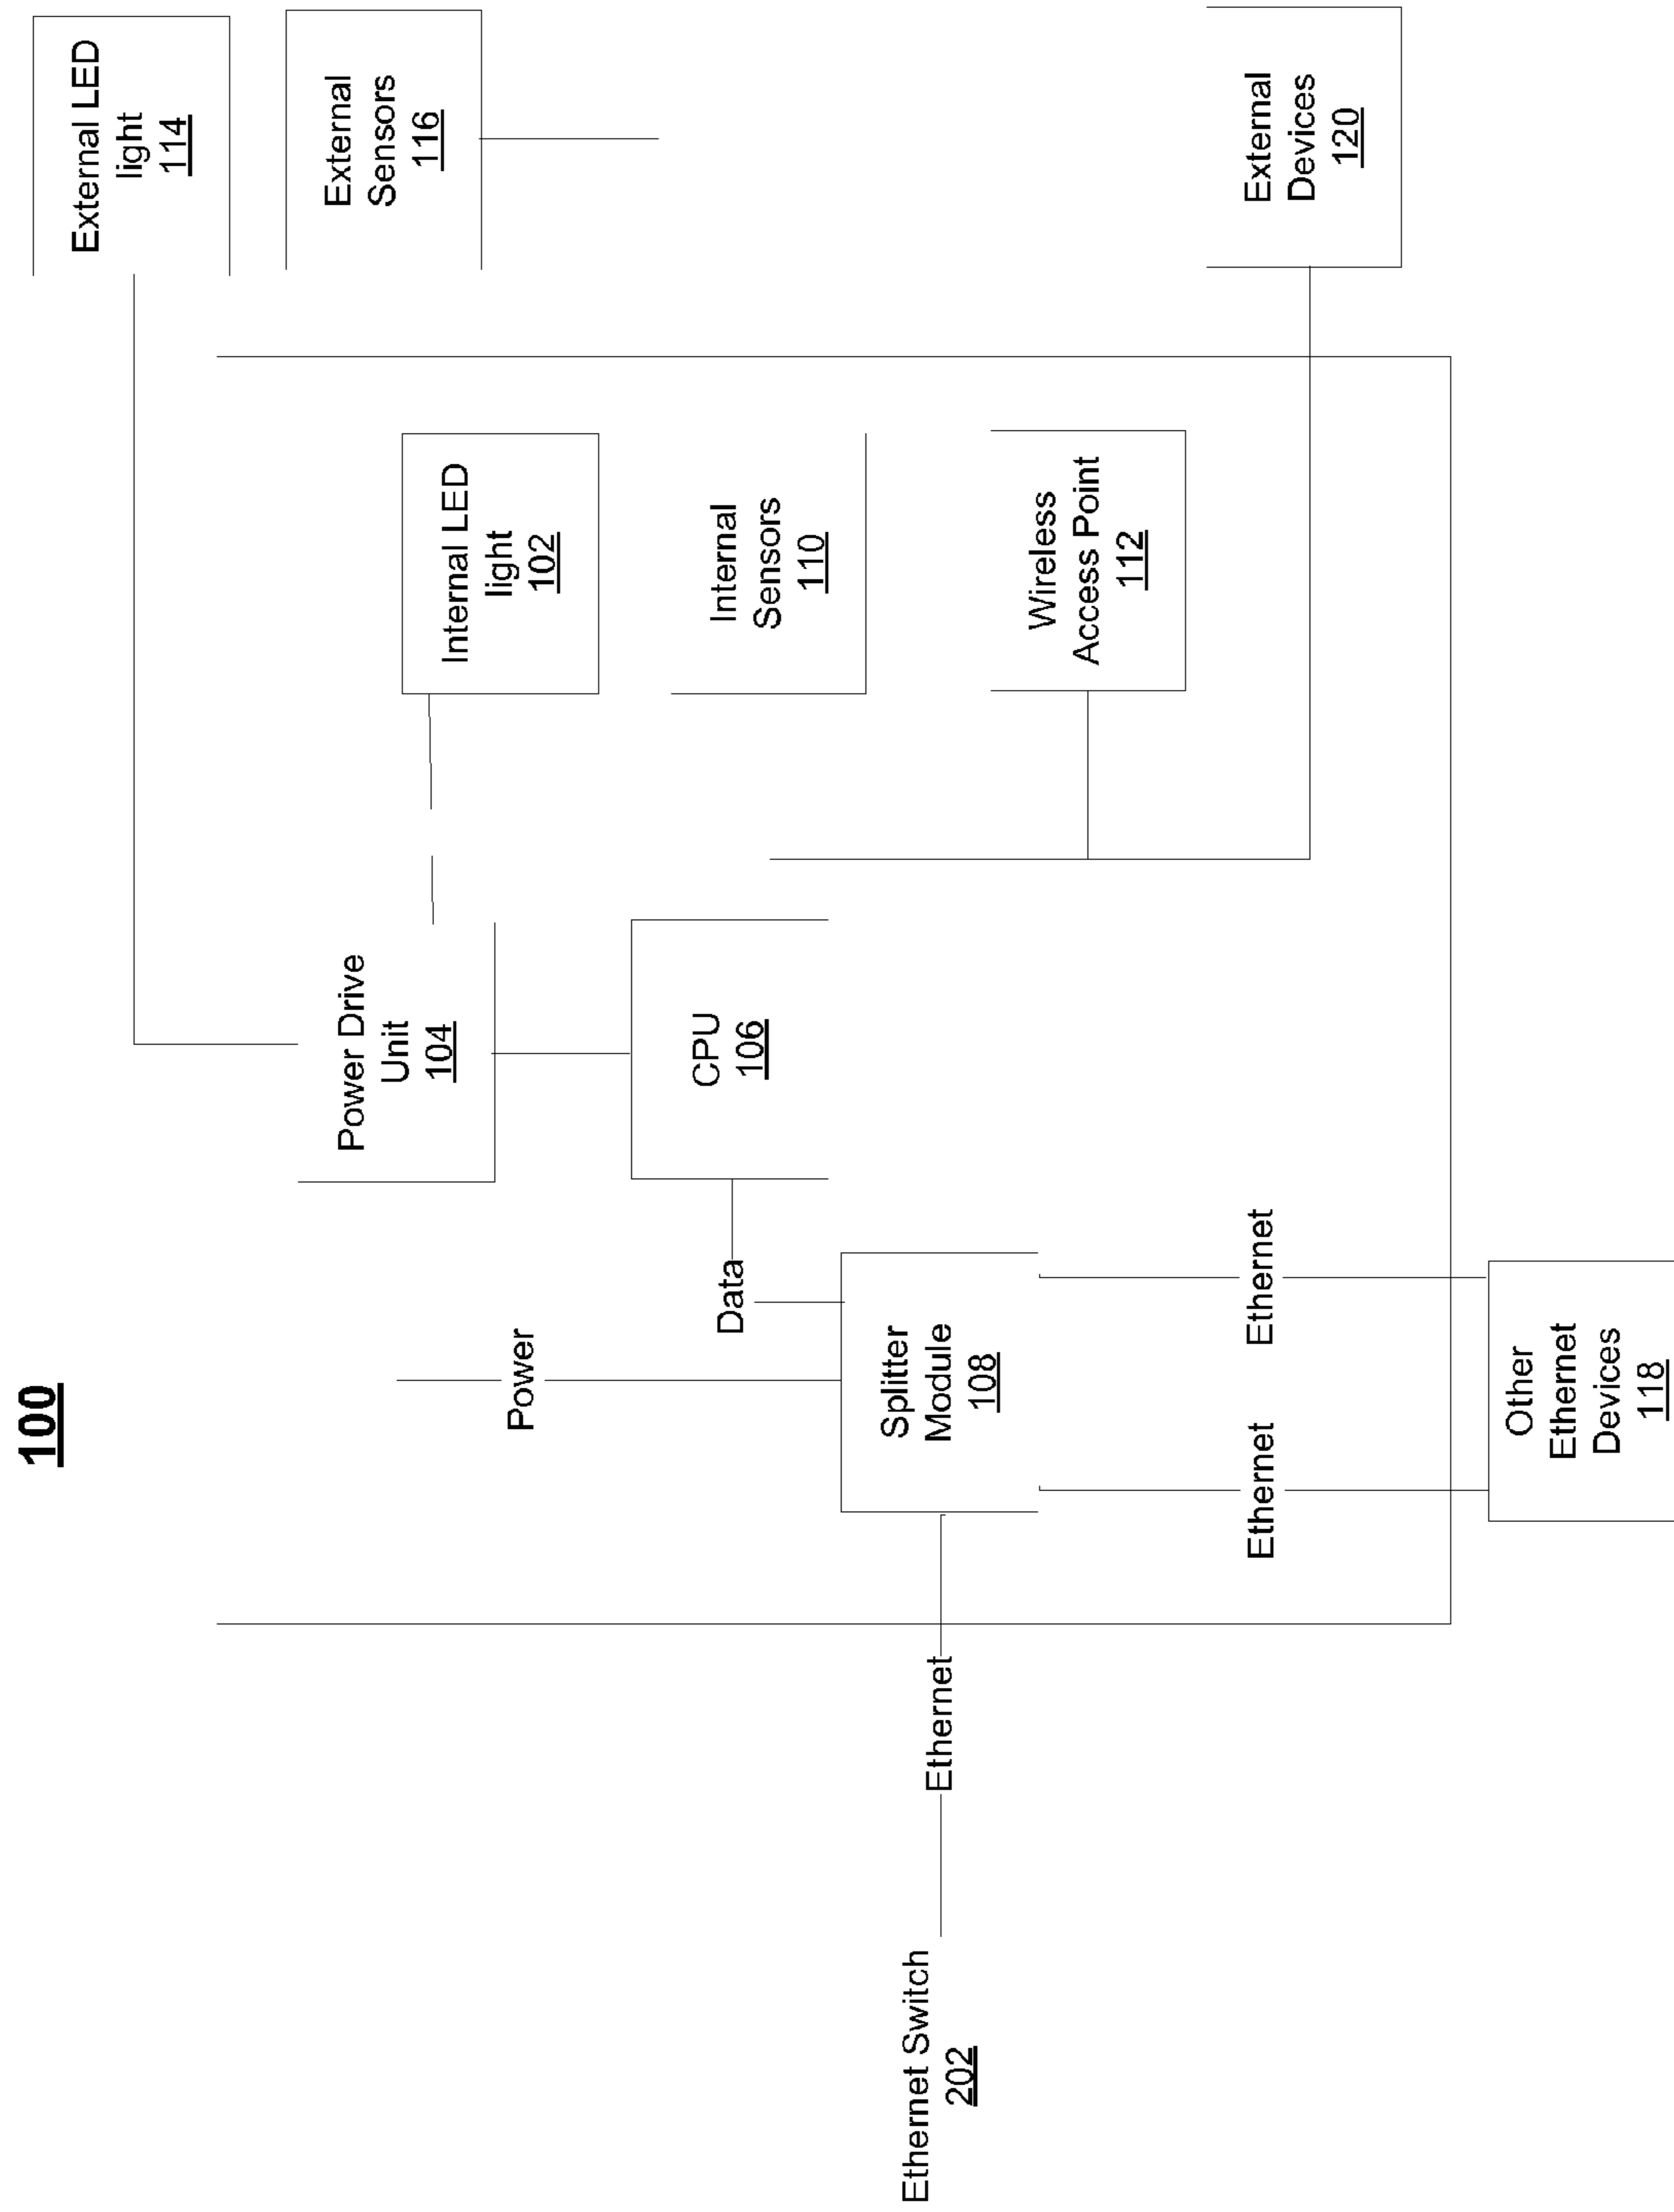 100
External LED
light
114
External
Sensors
116
Power Drive
Unit
104
Internal LED
light
102
Power
Data
CPU
106
Internal
Sensors
110
Ethernet Switch
202
Ethernet
Splitter
Module
108
Wireless
Access Point
112
Ethernet
Ethernet
External
Devices
120
Other
Ethernet
Devices
118